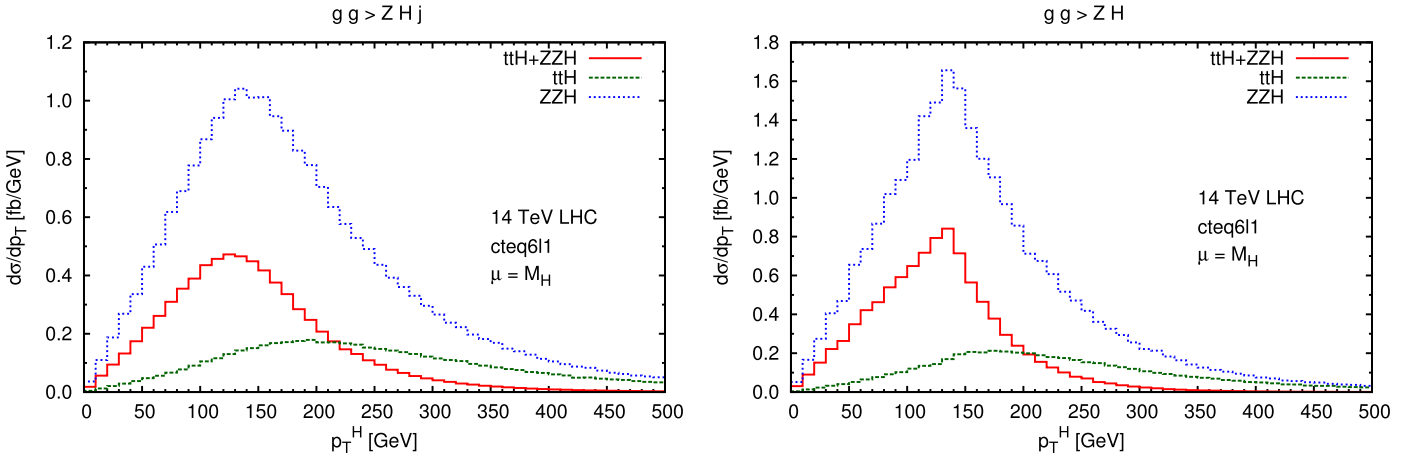 g g > Z H j
1.2
1.0
0.8
0.6
0.4
0.2
0.0
dσ/dp_T [fb/GeV]
ttH+ZZH
ttH
ZZH
14 TeV LHC
cteq6l1
μ = M_H
0 50 100 150 200 250 300 350 400 450 500
p_T^H [GeV]
g g > Z H
1.8
1.6
1.4
1.2
1.0
0.8
0.6
0.4
0.2
0.0
dσ/dp_T [fb/GeV]
ttH+ZZH
ttH
ZZH
14 TeV LHC
cteq6l1
μ = M_H
0 50 100 150 200 250 300 350 400 450 500
p_T^H [GeV]